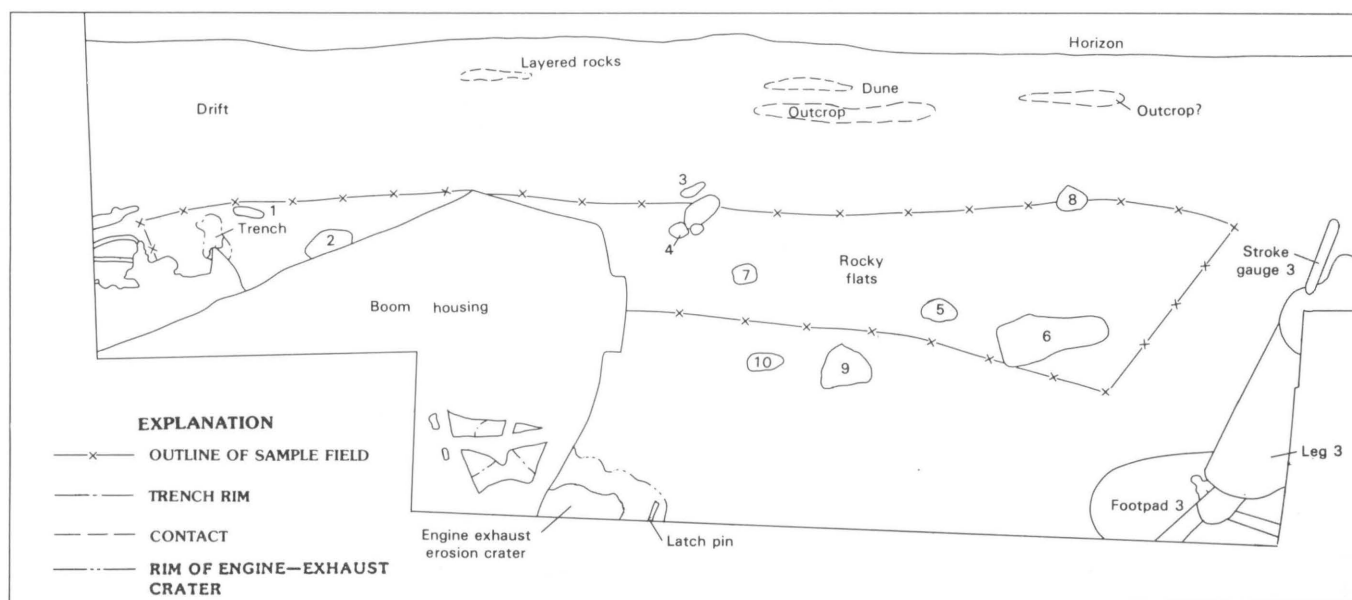 Horizon
Layered rocks
Dune
Drift
Outcrop
Outcrop?
3
8
1
Trench
4
2
Stroke
gauge 3
Rocky
flats
7
Boom housing
5
6
10
9
EXPLANATION
OUTLINE OF SAMPLE FIELD
Leg 3
TRENCH RIM
Footpad 3
CONTACT
Engine exhaust
erosion crater
Latch pin
RIM OF ENGINE—EXHAUST
CRATER